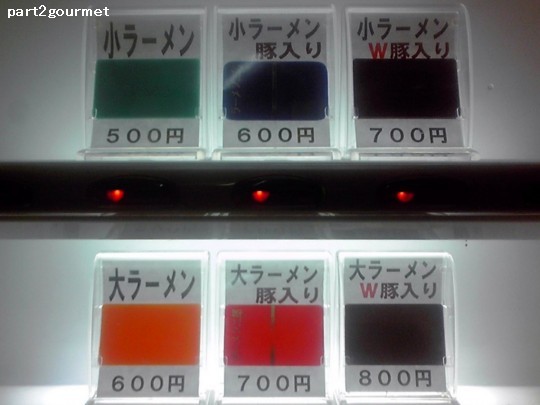 part2gourmet
小ラーメン
500円
小ラーメン
豚入り
600円
小ラーメン
W豚入り
700円
大ラーメン
600円
大ラーメン
豚入り
700円
大ラーメン
W豚入り
800円